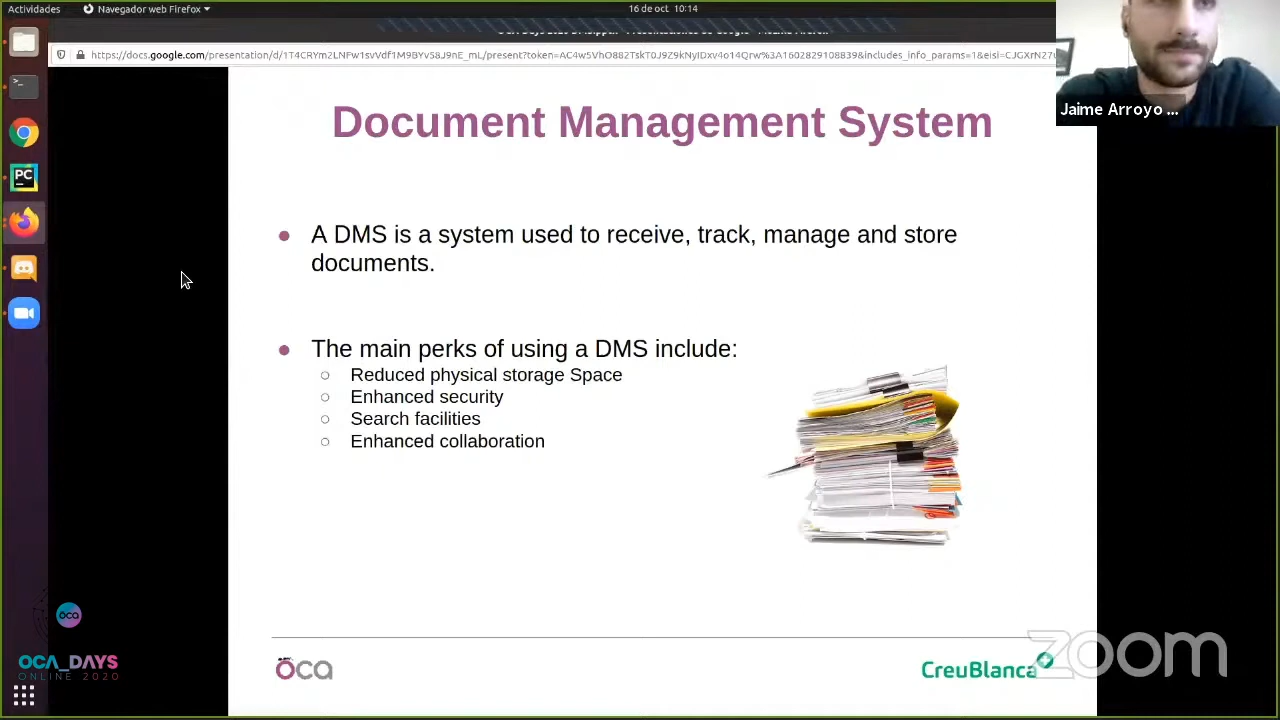 Actividades
Navegador web Firefox
16 de oct 10:14
Jaime Arroyo ...
Document Management System
A DMS is a system used to receive, track, manage and store
documents.
The main perks of using a DMS include:
Reduced physical storage Space
Enhanced security
Search facilities
Enhanced collaboration
PC
oca
OCA_DAYS
ONLINE 2020
oca
CreuBlanca
zoom